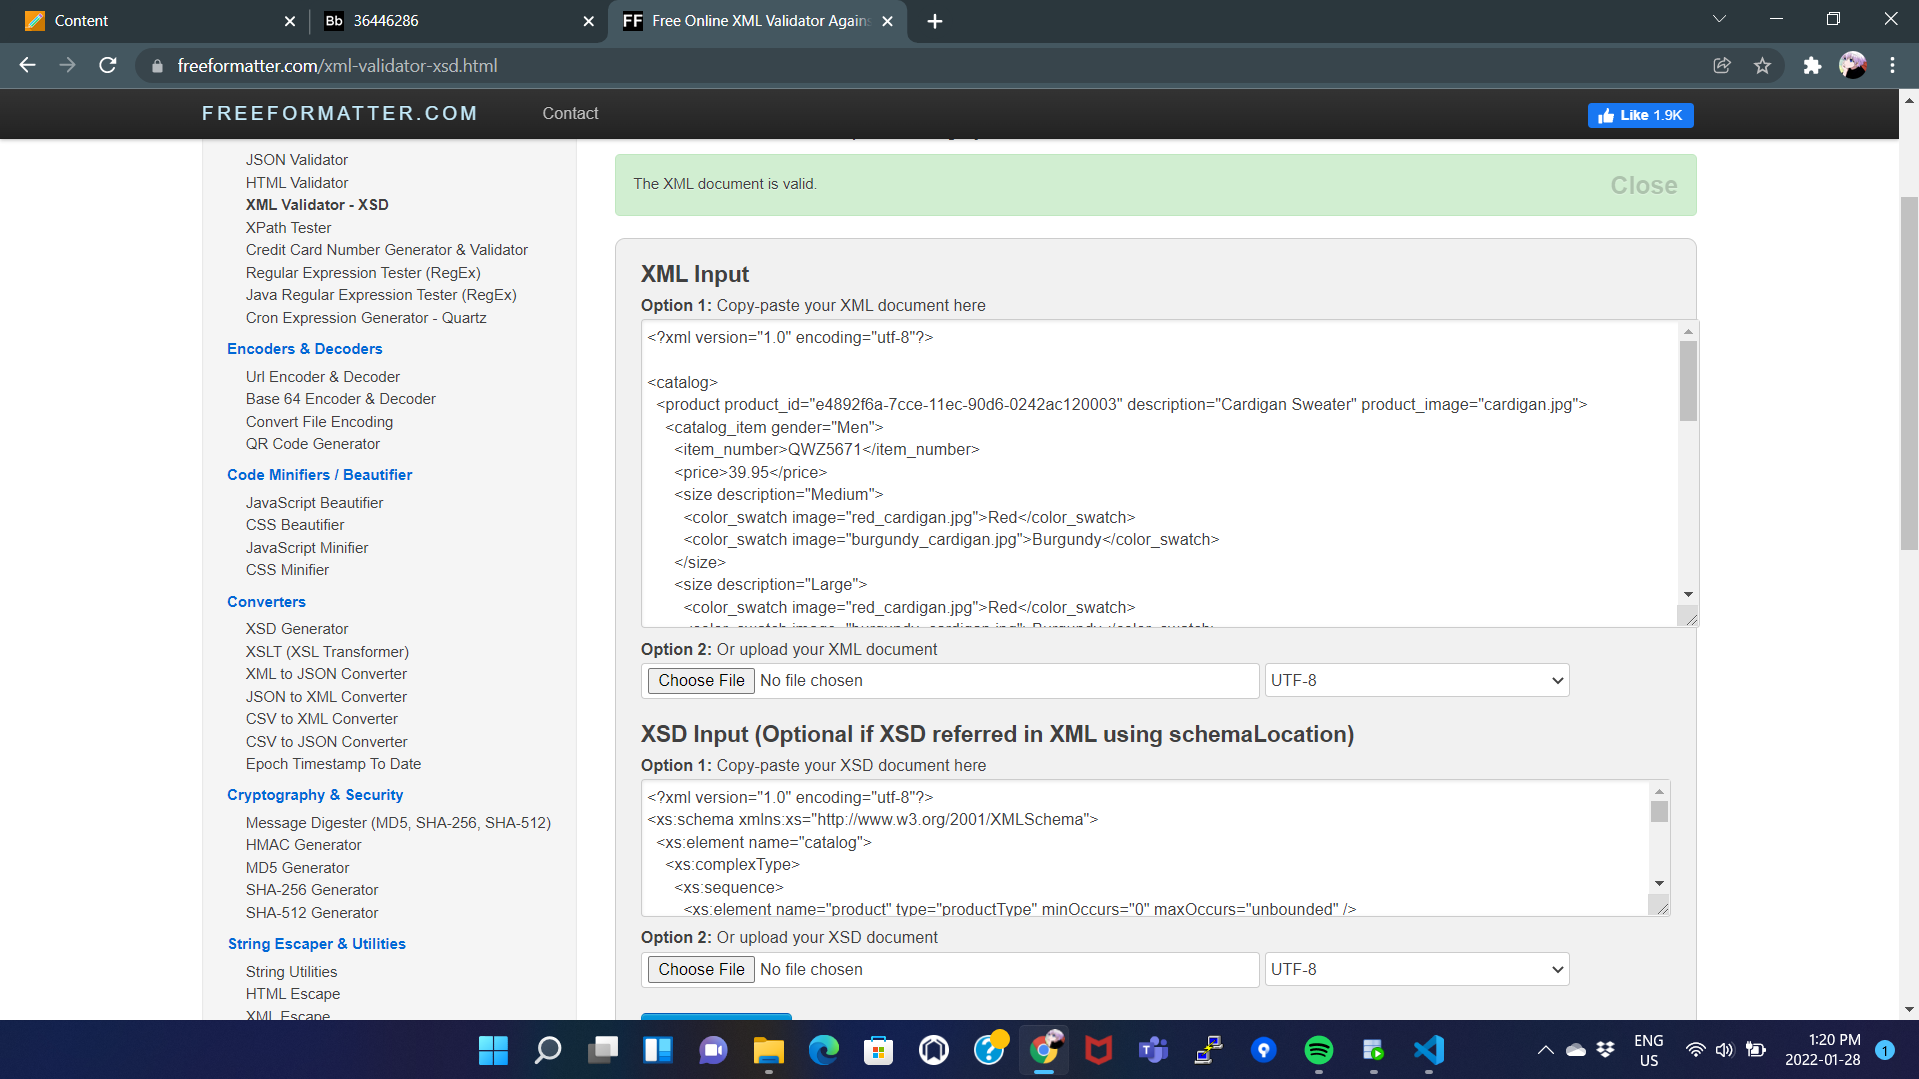 Content
Bb 36446286
FF Free Online XML Validator Again
freeformatter.com/xml-validator-xsd.html
FREEFORMATTER.COM
Contact
Like 1.9K
JSON Validator
HTML Validator
XML Validator - XSD
XPath Tester
Credit Card Number Generator & Validator
Regular Expression Tester (RegEx)
Java Regular Expression Tester (RegEx)
Cron Expression Generator - Quartz
Encoders & Decoders
Url Encoder & Decoder
Base 64 Encoder & Decoder
Convert File Encoding
QR Code Generator
Code Minifiers / Beautifier
JavaScript Beautifier
CSS Beautifier
JavaScript Minifier
CSS Minifier
Converters
XSD Generator
XSLT (XSL Transformer)
XML to JSON Converter
JSON to XML Converter
CSV to XML Converter
CSV to JSON Converter
Epoch Timestamp To Date
Cryptography & Security
Message Digester (MD5, SHA-256, SHA-512)
HMAC Generator
MD5 Generator
SHA-256 Generator
SHA-512 Generator
String Escaper & Utilities
String Utilities
HTML Escape
XML Escape
The XML document is valid.
Close
XML Input
Option 1: Copy-paste your XML document here
<?xml version="1.0" encoding="utf-8"?>
<catalog>
<product product_id="e4892f6a-7cce-11ec-90d6-0242ac120003" description="Cardigan Sweater" product_image="cardigan.jpg">
<catalog_item gender="Men">
<item_number>QWZ5671</item_number>
<price>39.95</price>
<size description="Medium">
<color_swatch image="red_cardigan.jpg">Red</color_swatch>
<color_swatch image="burgundy_cardigan.jpg">Burgundy</color_swatch>
</size>
<size description="Large">
<color_swatch image="red_cardigan.jpg">Red</color_swatch>
<color_swatch image="burgundy_cardigan.jpg">Burgundy</color_swatch>
Option 2: Or upload your XML document
Choose File No file chosen
UTF-8
XSD Input (Optional if XSD referred in XML using schemaLocation)
Option 1: Copy-paste your XSD document here
<?xml version="1.0" encoding="utf-8"?>
<xs:schema xmlns:xs="http://www.w3.org/2001/XMLSchema">
<xs:element name="catalog">
<xs:complexType>
<xs:sequence>
<xs:element name="product" type="productType" minOccurs="0" maxOccurs="unbounded" />
Option 2: Or upload your XSD document
Choose File No file chosen
UTF-8
ENG
US
1:20 PM
2022-01-28
1